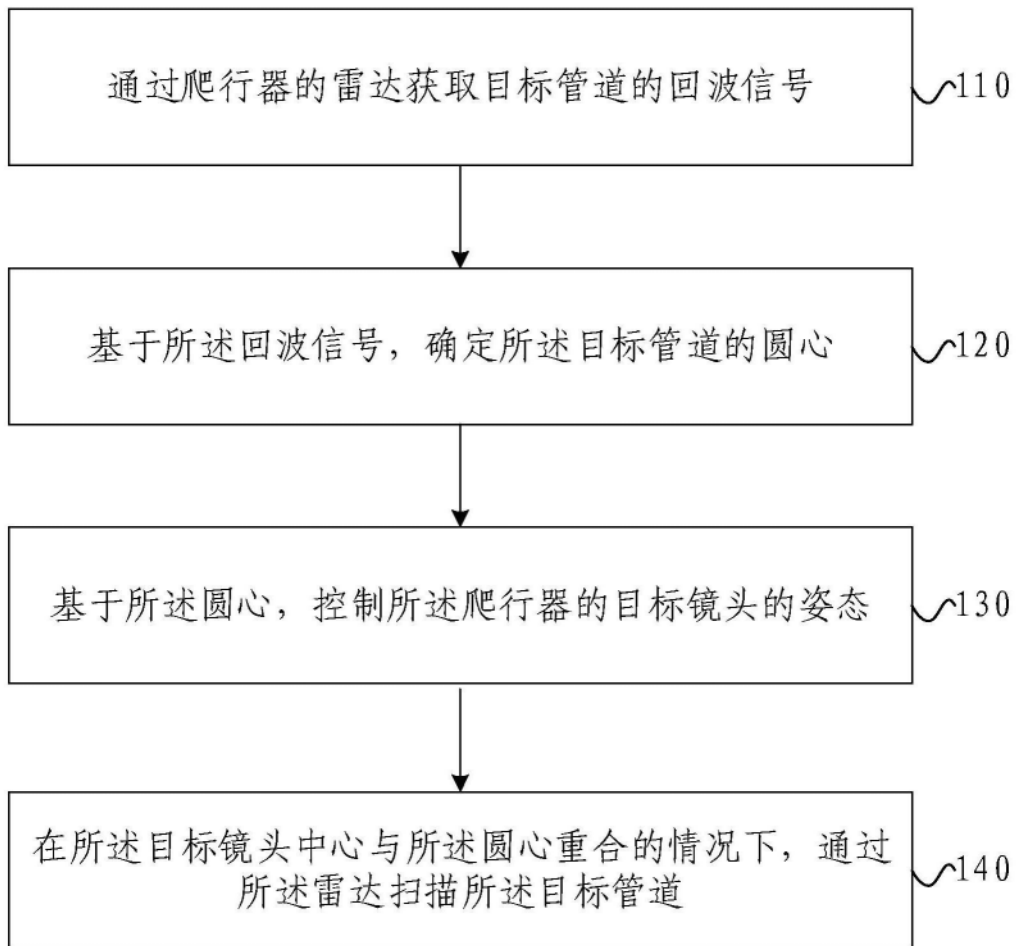 通过爬行器的雷达获取目标管道的回波信号
110
基于所述回波信号，确定所述目标管道的圆心
120
基于所述圆心，控制所述爬行器的目标镜头的姿态
130
在所述目标镜头中心与所述圆心重合的情况下，通过
所述雷达扫描所述目标管道
140